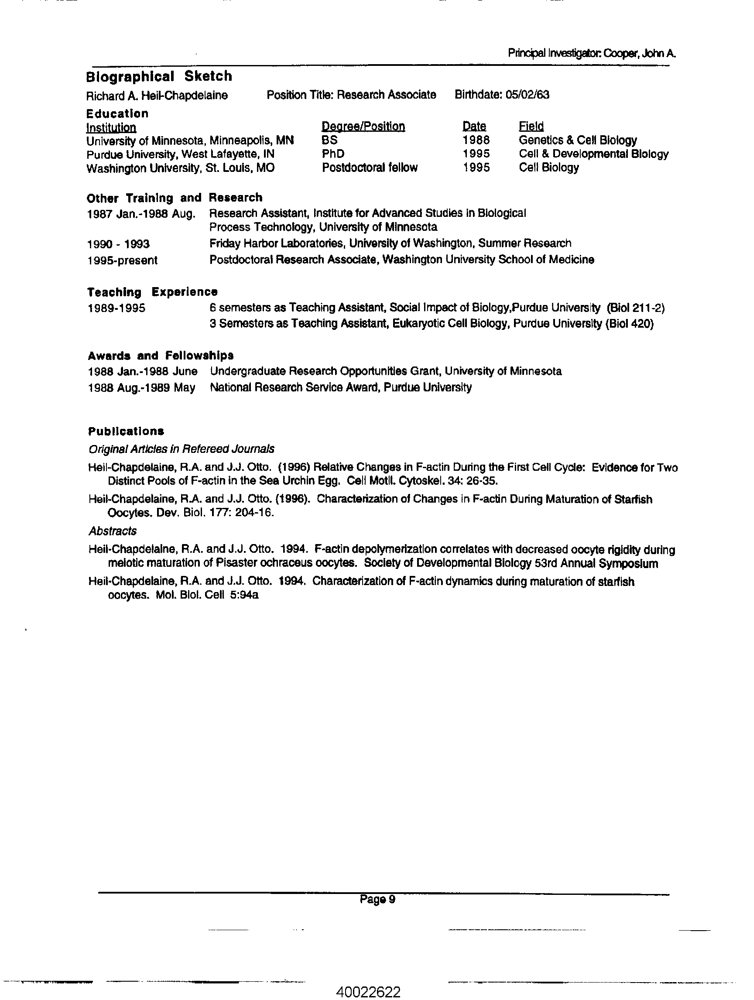 Principal Investigator: Cooper, John A.
Biographical Sketch
Richard A. Heil-Chapdelaine Position Title: Research Associate Birthdate: 05/02/63
Education
Institution Degree/Position Date Field
University of Minnesota, Minneapolis, MN BS 1988 Genetics & Cell Biology
Purdue University, West Lafayette, IN PhD 1995 Cell & Developmental Biology
Washington University, St. Louis, MO Postdoctoral fellow 1995 Cell Biology
Other Training and Research
1987 Jan.-1988 Aug. Research Assistant, Institute for Advanced Studies in Biological
Process Technology, University of Minnesota
1990 - 1993 Friday Harbor Laboratories, University of Washington, Summer Research
1995-present Postdoctoral Research Associate, Washington University School of Medicine
Teaching Experience
1989-1995 6 semesters as Teaching Assistant, Social Impact of Biology,Purdue University (Biol 211-2)
3 Semesters as Teaching Assistant, Eukaryotic Cell Biology, Purdue University (Biol 420)
Awards and Fellowships
1988 Jan.-1988 June Undergraduate Research Opportunities Grant, University of Minnesota
1988 Aug.-1989 May National Research Service Award, Purdue University
Publications
Original Articles in Refereed Journals
Heil-Chapdelaine, R.A. and J.J. Otto. (1996) Relative Changes in F-actin During the First Cell Cycle: Evidence for Two
Distinct Pools of F-actin in the Sea Urchin Egg. Cell Motil. Cytoskel. 34: 26-35.
Heil-Chapdelaine, R.A. and J.J. Otto. (1996). Characterization of Changes in F-actin During Maturation of Starfish
Oocytes. Dev. Biol. 177: 204-16.
Abstracts
Heil-Chapdelaine, R.A. and J.J. Otto. 1994. F-actin depolymerization correlates with decreased oocyte rigidity during
meiotic maturation of Pisaster ochraceus oocytes. Society of Developmental Biology 53rd Annual Symposium
Heil-Chapdelaine, R.A. and J.J. Otto. 1994. Characterization of F-actin dynamics during maturation of starfish
oocytes. Mol. Biol. Cell 5:94a
Page 9
40022622